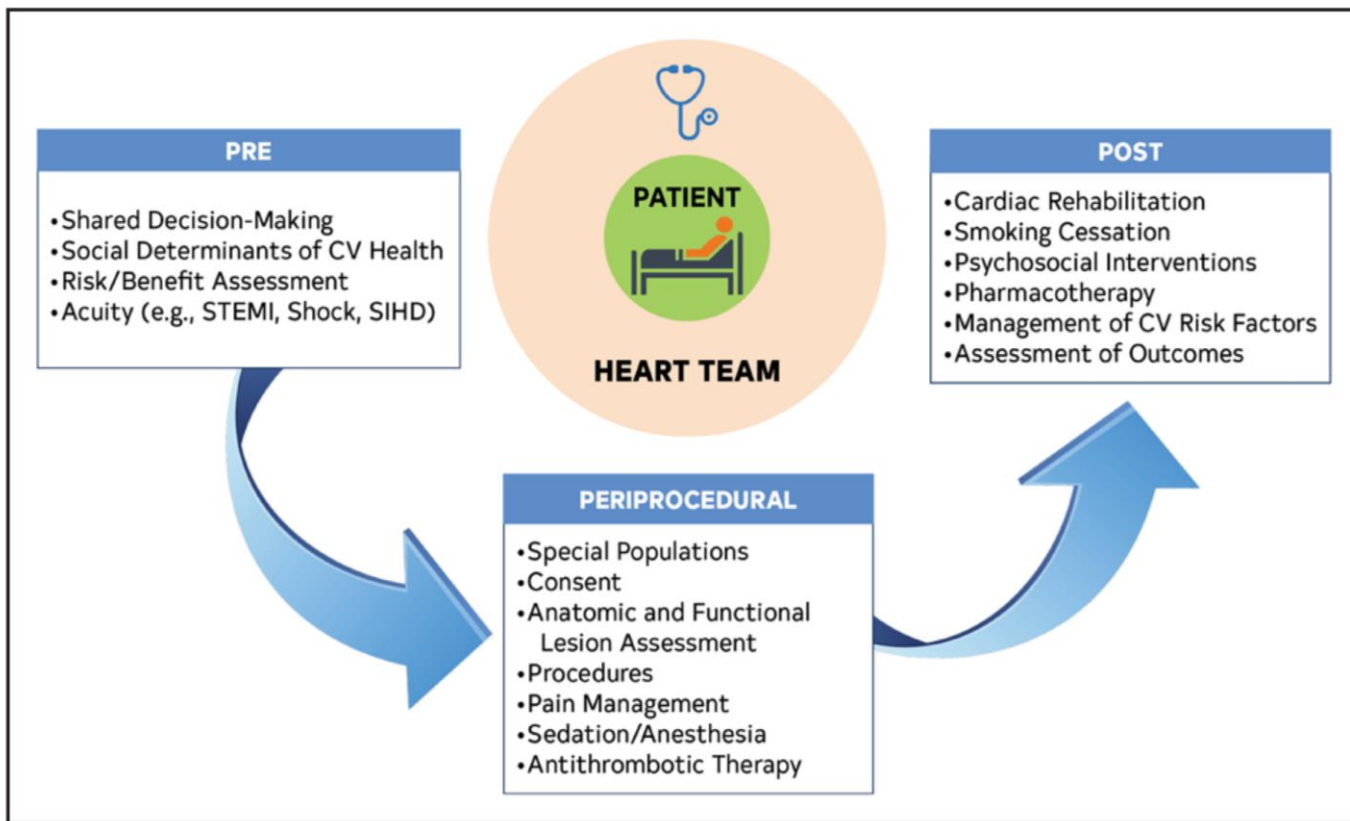 PRE
•Shared Decision-Making
•Social Determinants of CV Health
•Risk/Benefit Assessment
•Acuity (e.g., STEMI, Shock, SIHD)
PATIENT
HEART TEAM
PERIPROCEDURAL
•Special Populations
•Consent
•Anatomic and Functional
Lesion Assessment
•Procedures
•Pain Management
•Sedation/Anesthesia
•Antithrombotic Therapy
POST
•Cardiac Rehabilitation
•Smoking Cessation
•Psychosocial Interventions
•Pharmacotherapy
•Management of CV Risk Factors
•Assessment of Outcomes